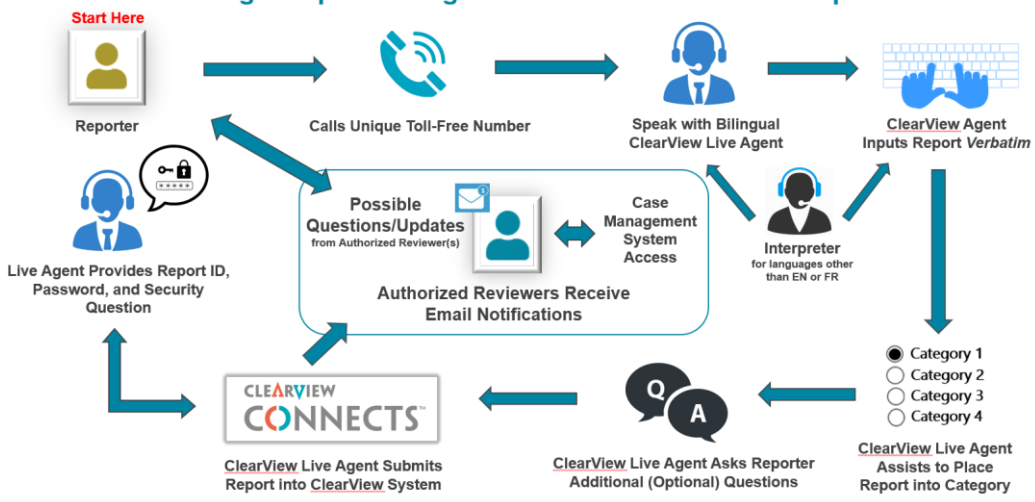 Start Here
Reporter
Calls Unique Toll-Free Number
Speak with Bilingual
ClearView Live Agent
ClearView Agent
Inputs Report Verbatim
Interpreter
for languages other
than EN or FR
Category 1
Category 2
Category 3
Category 4
ClearView Live Agent
Assists to Place
Report into Category
Q
A
ClearView Live Agent Asks Reporter
Additional (Optional) Questions
CLEARVIEW
CONNECTS™
ClearView Live Agent Submits
Report into ClearView System
*****
Live Agent Provides Report ID,
Password, and Security
Question
Possible
Questions/Updates
from Authorized Reviewer(s)
1
Case
Management
System
Access
Authorized Reviewers Receive
Email Notifications